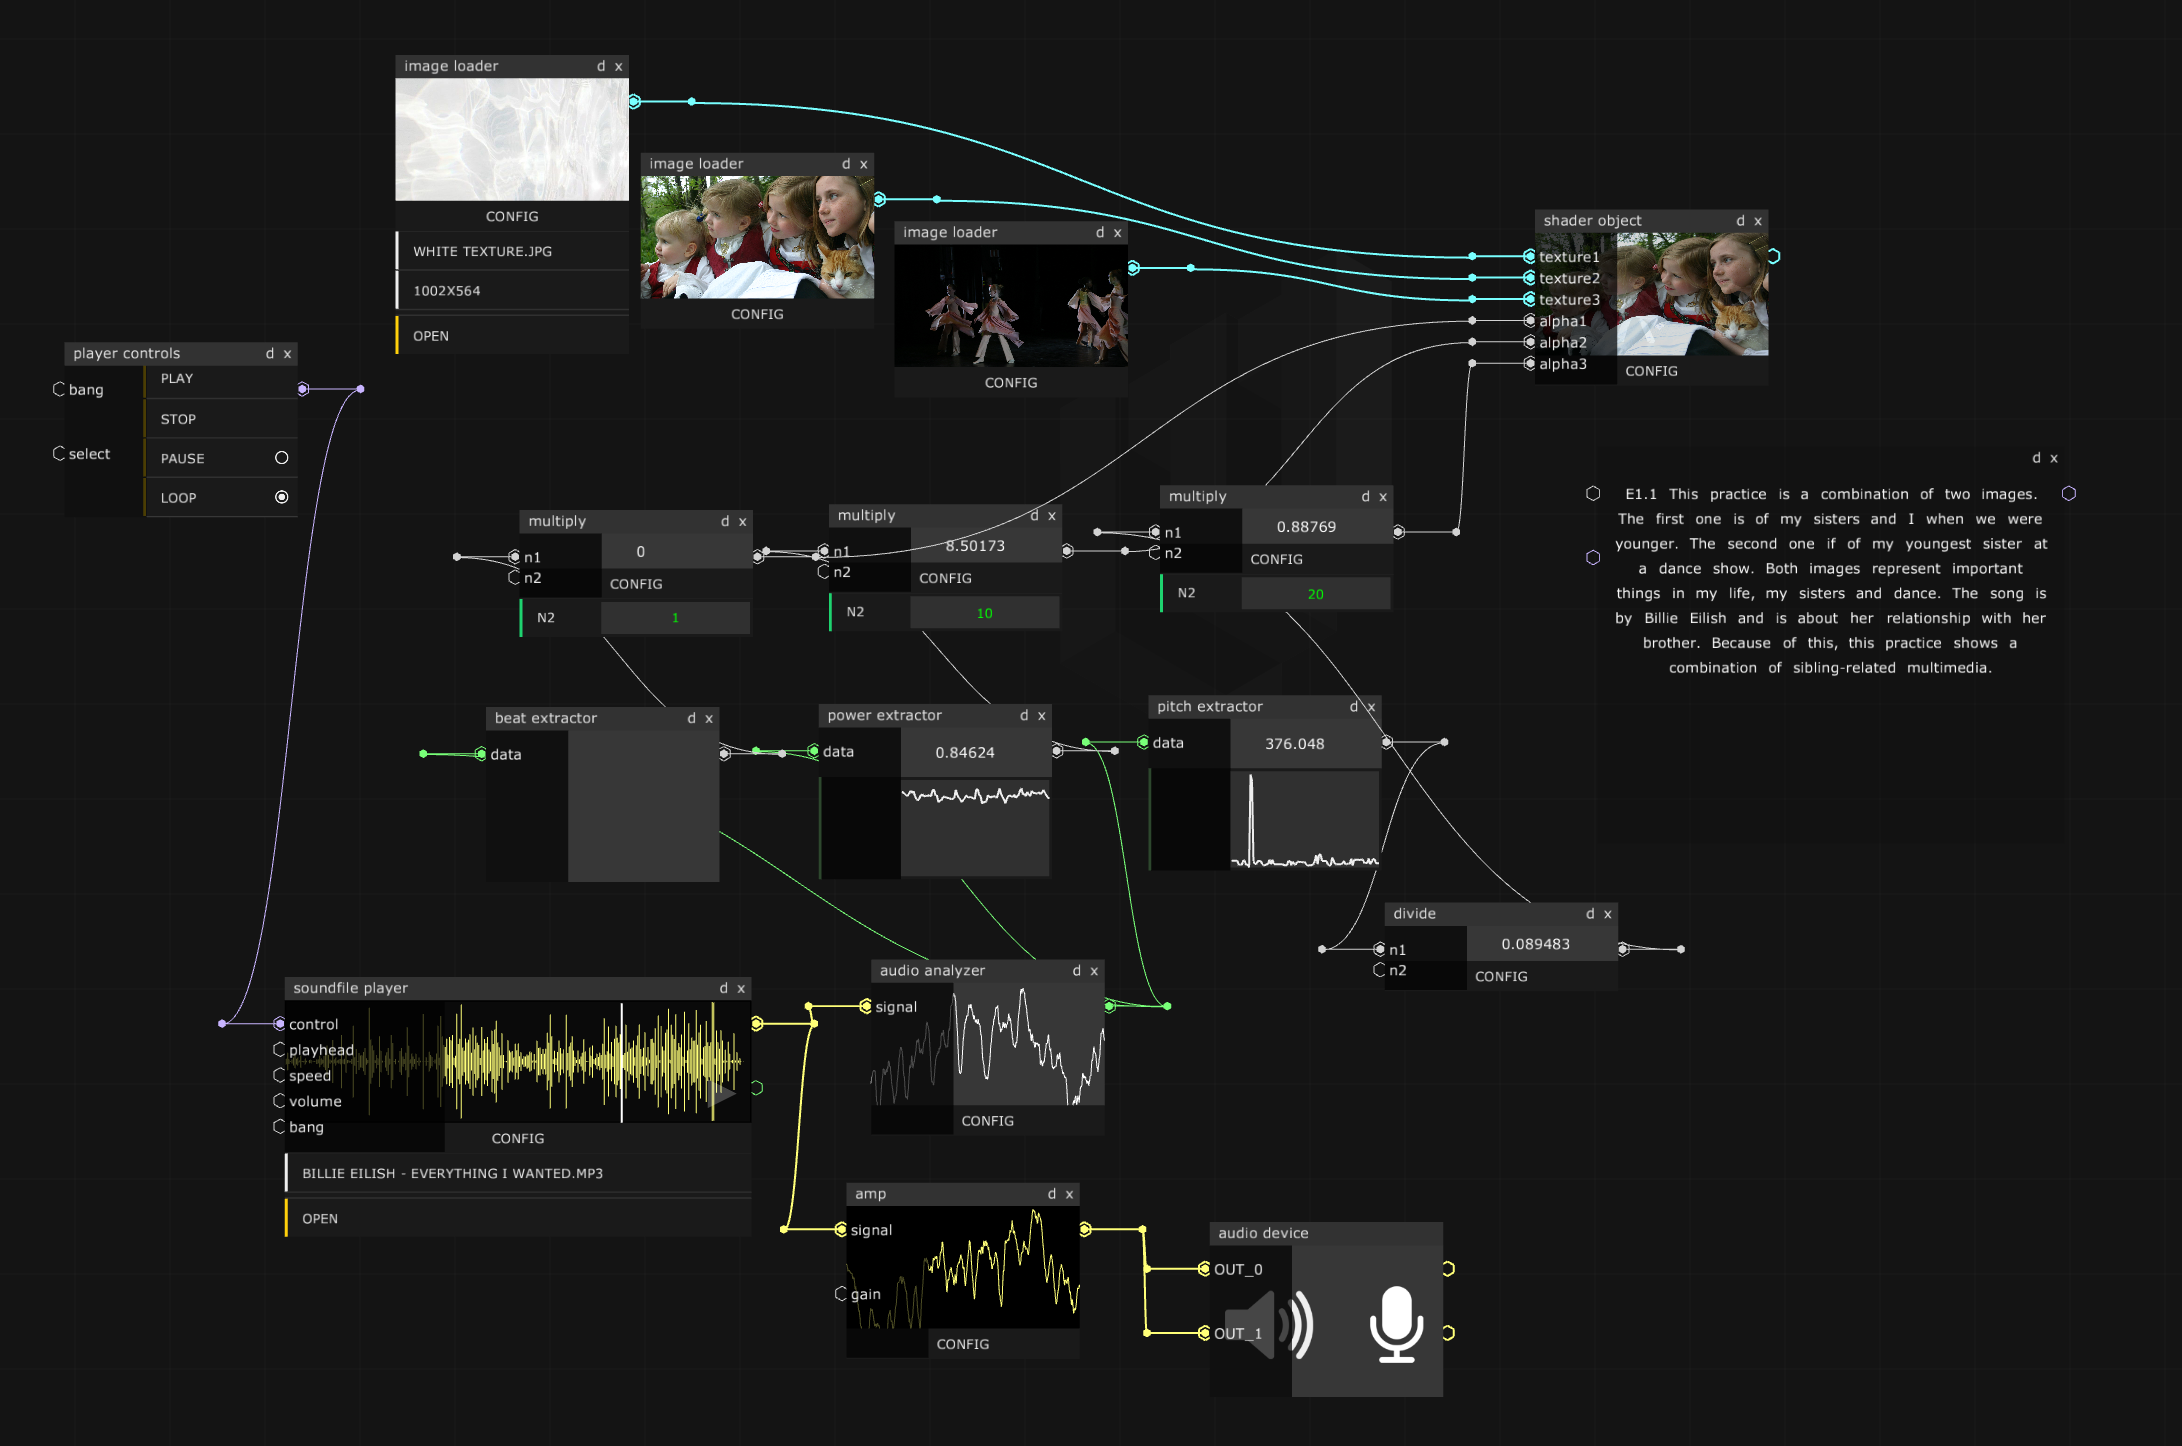 image loader d x
CONFIG
WHITE TEXTURE.JPG
1002X564
OPEN
image loader d x
CONFIG
image loader d x
CONFIG
shader object d x
texture1
texture2
texture3
alpha1
alpha2
alpha3
CONFIG
player controls d x
bang
select
PLAY
STOP
PAUSE
LOOP
d x
E1.1 This practice is a combination of two images.
The first one is of my sisters and I when we were
younger. The second one if of my youngest sister at
a dance show. Both images represent important
things in my life, my sisters and dance. The song is
by Billie Eilish and is about her relationship with her
brother. Because of this, this practice shows a
combination of sibling-related multimedia.
multiply d x
n1 0
n2 CONFIG
N2 1
multiply d x
n1 8.50173
n2 CONFIG
N2 10
multiply d x
n1 0.88769
n2 CONFIG
N2 20
beat extractor d x
data
power extractor d x
data 0.84624
pitch extractor d x
data 376.048
divide d x
n1 0.089483
n2 CONFIG
soundfile player d x
control
playhead
speed
volume
bang
CONFIG
BILLIE EILISH - EVERYTHING I WANTED.MP3
OPEN
audio analyzer d x
signal
CONFIG
amp d x
signal
gain
CONFIG
audio device
OUT_0
OUT_1